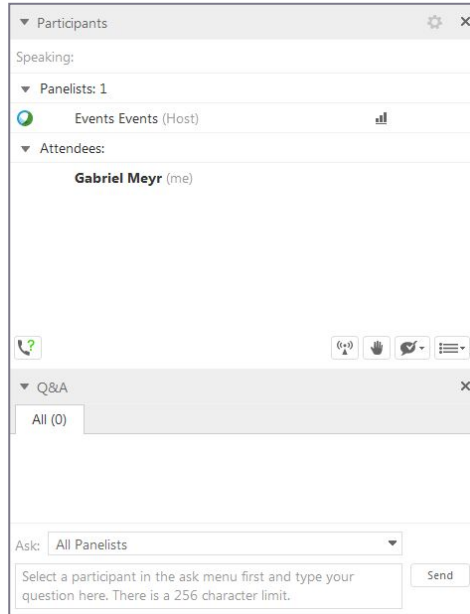 Participants
Speaking:
Panelists: 1
Events Events (Host)
Attendees:
Gabriel Meyr (me)
Q&A
All (0)
Ask: All Panelists
Select a participant in the ask menu first and type your
question here. There is a 256 character limit.
Send